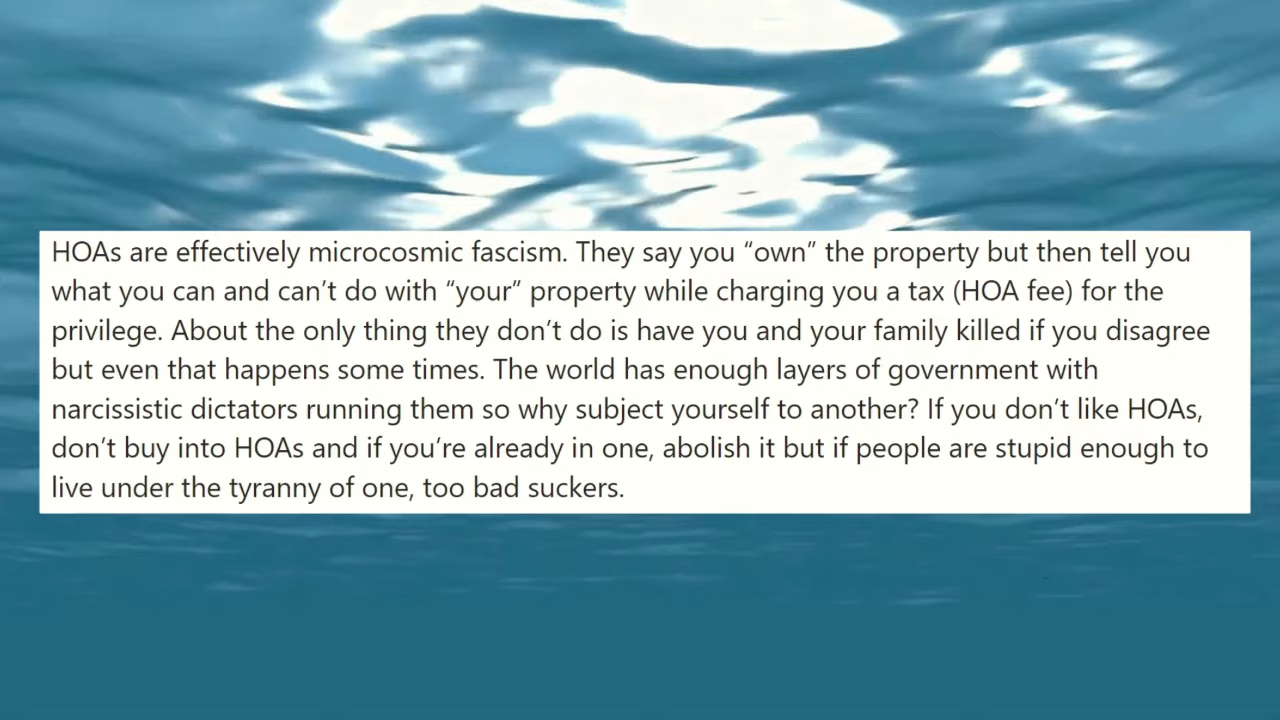 HOAs are effectively microcosmic fascism. They say you “own” the property but then tell you
what you can and can’t do with “your” property while charging you a tax (HOA fee) for the
privilege. About the only thing they don’t do is have you and your family killed if you disagree
but even that happens some times. The world has enough layers of government with
narcissistic dictators running them so why subject yourself to another? If you don’t like HOAs,
don’t buy into HOAs and if you’re already in one, abolish it but if people are stupid enough to
live under the tyranny of one, too bad suckers.